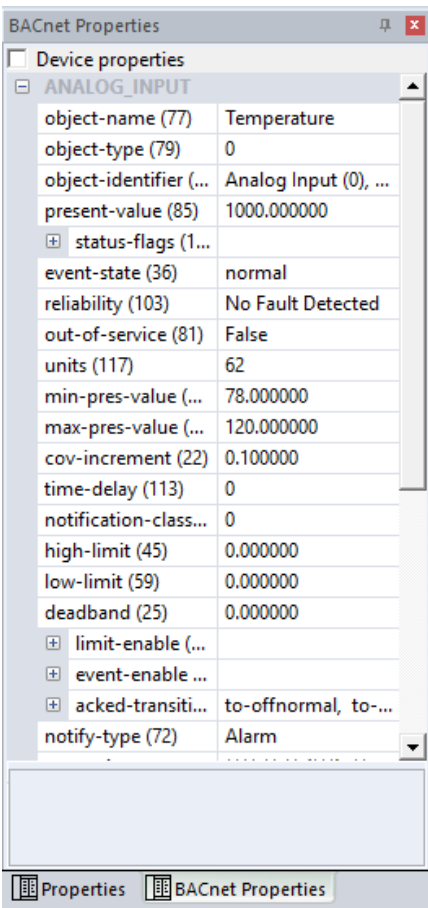 BACnet Properties
Device properties
ANALOG_INPUT
object-name (77) Temperature
object-type (79) 0
object-identifier (... Analog Input (0), ...
present-value (85) 1000.000000
status-flags (1...
event-state (36) normal
reliability (103) No Fault Detected
out-of-service (81) False
units (117) 62
min-pres-value (... 78.000000
max-pres-value (... 120.000000
cov-increment (22) 0.100000
time-delay (113) 0
notification-class... 0
high-limit (45) 0.000000
low-limit (59) 0.000000
deadband (25) 0.000000
limit-enable (...
event-enable ...
acked-transiti... to-offnormal, to-...
notify-type (72) Alarm
Properties BACnet Properties